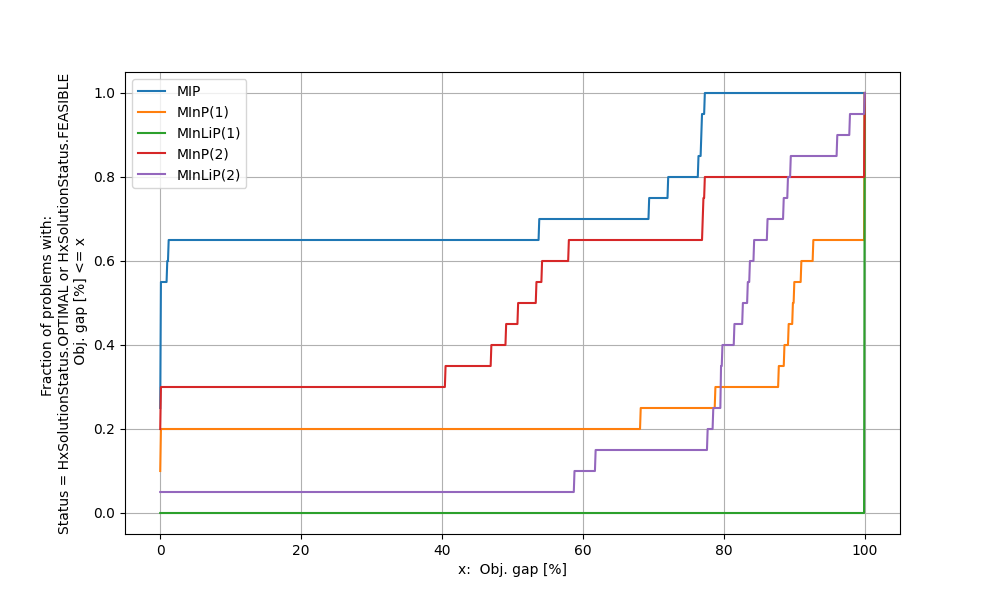 Fraction of problems with:
Status = HxSolutionStatus.OPTIMAL or HxSolutionStatus.FEASIBLE
Obj. gap [%] <= x
1.0
0.8
0.6
0.4
0.2
0.0
MIP
MInP(1)
MInLiP(1)
MInP(2)
MInLiP(2)
0 20 40 60 80 100
x:  Obj. gap [%]